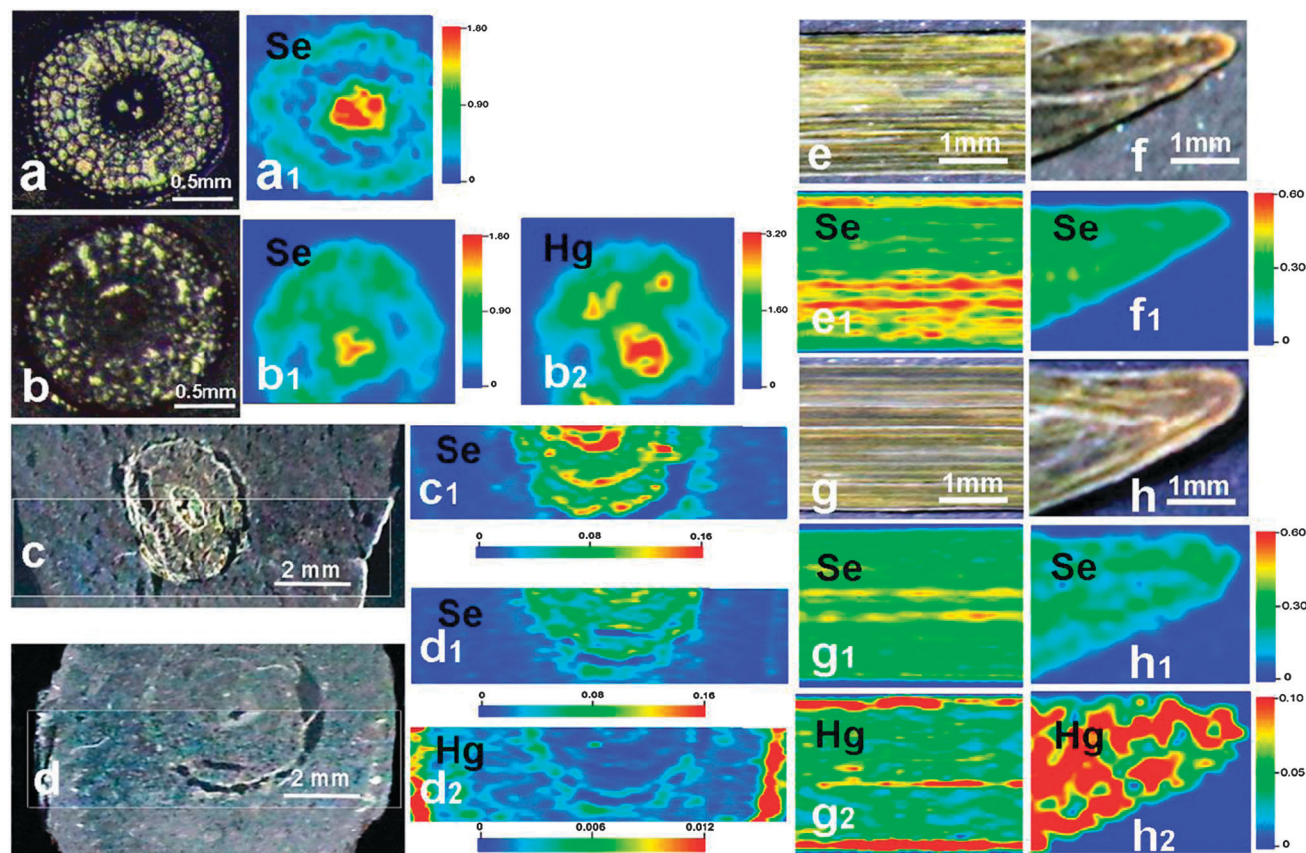 Se
a
0.5mm
a1
1.80
0.90
0
Se
b
0.5mm
b1
1.80
0.90
0
Hg
b2
3.20
1.60
0
c
2 mm
Se
c1
0 0.08 0.16
Se
d1
0 0.08 0.16
d
2 mm
Hg
d2
0 0.006 0.012
e
1mm
1mm
f
Se
e1
Se
f1
0.60
0.30
0
g
1mm
h
1mm
Se
g1
Se
h1
0.60
0.30
0
Hg
g2
Hg
h2
0.10
0.05
0